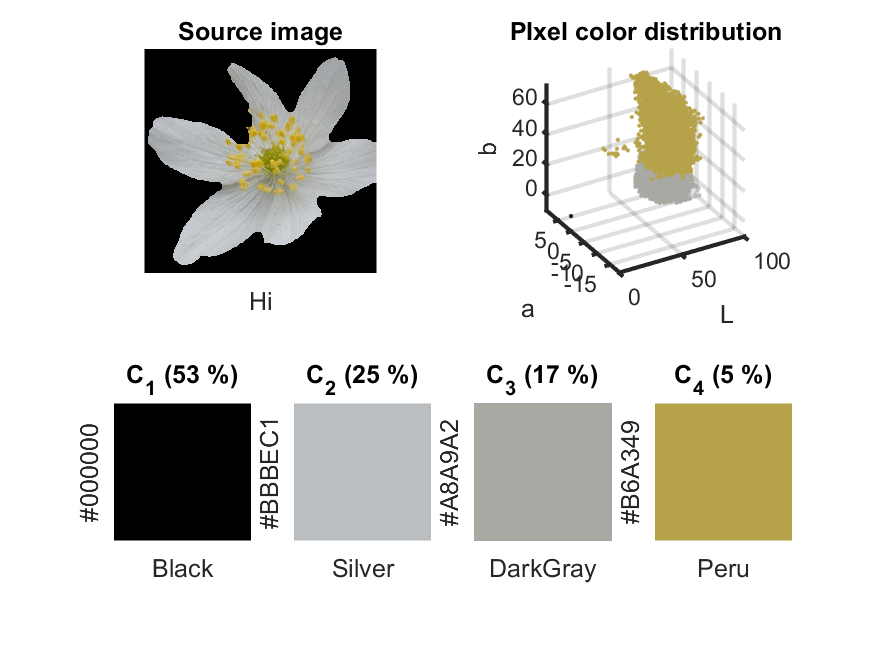 Source image
PIxel color distribution
Hi
b
60
40
20
0
5
0
-5
-10
-15
a
0
50
100
L
C1 (53 %)
C2 (25 %)
C3 (17 %)
C4 (5 %)
#000000
#BBBEC1
#A8A9A2
#B6A349
Black
Silver
DarkGray
Peru